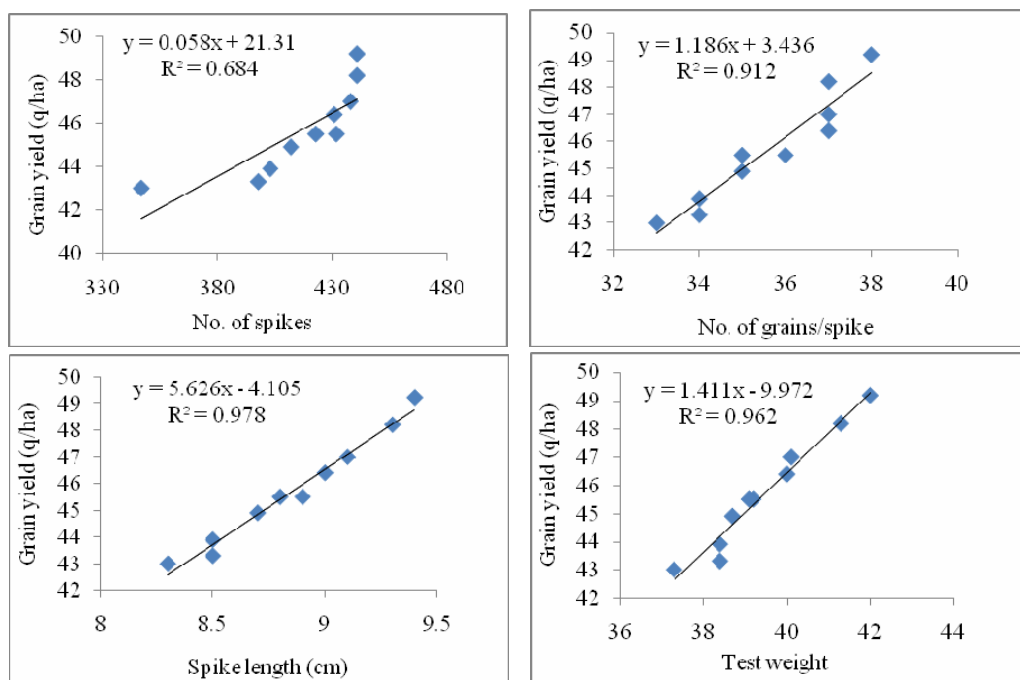 y = 0.058x + 21.31
R² = 0.684
50
48
46
44
42
40
330 380 430 480
Grain yield (q/ha)
No. of spikes
y = 1.186x + 3.436
R² = 0.912
50
49
48
47
46
45
44
43
42
32 34 36 38 40
Grain yield (q/ha)
No. of grains/spike
y = 5.626x - 4.105
R² = 0.978
50
49
48
47
46
45
44
43
42
8 8.5 9 9.5
Grain yield (q/ha)
Spike length (cm)
y = 1.411x - 9.972
R² = 0.962
50
49
48
47
46
45
44
43
42
36 38 40 42 44
Grain yield (q/ha)
Test weight